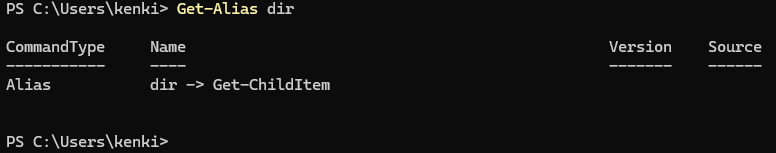 PS C:\Users\kenki> Get-Alias dir
CommandType     Name                                               Version    Source
-----------     ----                                               -------    ------
Alias           dir -> Get-ChildItem
PS C:\Users\kenki>